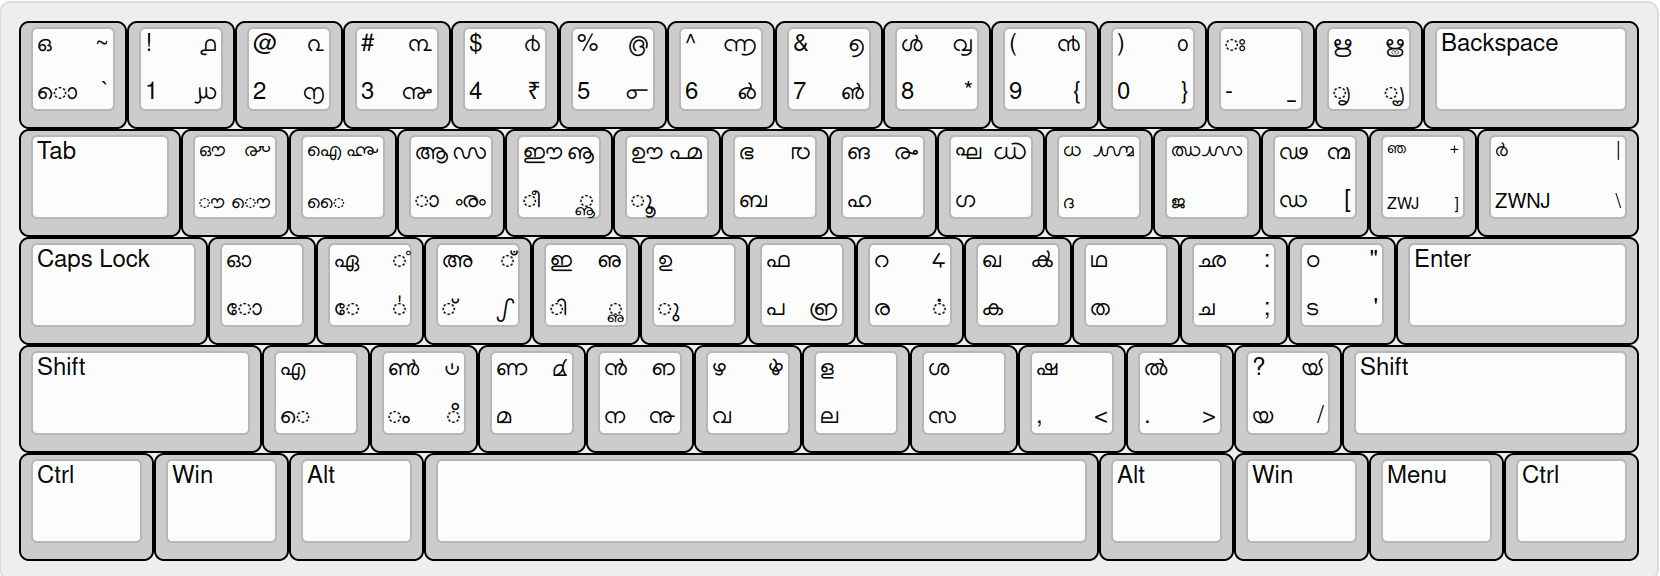 ഒ ~ ! ൧ @ ൨ # ൩ $ ൪ % ൫ ^ ൬ & ൭ ൾ ൮ ( ൯ ) ൦ ഃ ഋ ൠ Backspace
ൊ ` 1 ൰ 2 ൱ 3 ൲ 4 ₹ 5 ൔ 6 ൕ 7 ൖ 8 * 9 { 0 } - _ ൃ ൄ
Tab ഔ ഐ ആ ഈ ൡ ഊ ഭ ങ ഘ ധ ഝ ഢ ഞ + ർ |
ൗ ൌ ൈ ാ ീ ൣ ൂ ബ ഹ ഗ ദ ജ ഡ [ ZWJ ] ZWNJ \
Caps Lock ഓ ഏ അ ഇ ഌ ഉ ഫ റ ഖ ൿ ഥ ഛ : ഠ " Enter
ോ േ ് ി ൢ ു പ ര ക ത ച ; ട '
Shift എ ൺ ണ ൻ ഴ ള ശ ഷ ൽ ? Shift
െ ം മ ന വ ല സ , < . > യ /
Ctrl Win Alt Alt Win Menu Ctrl